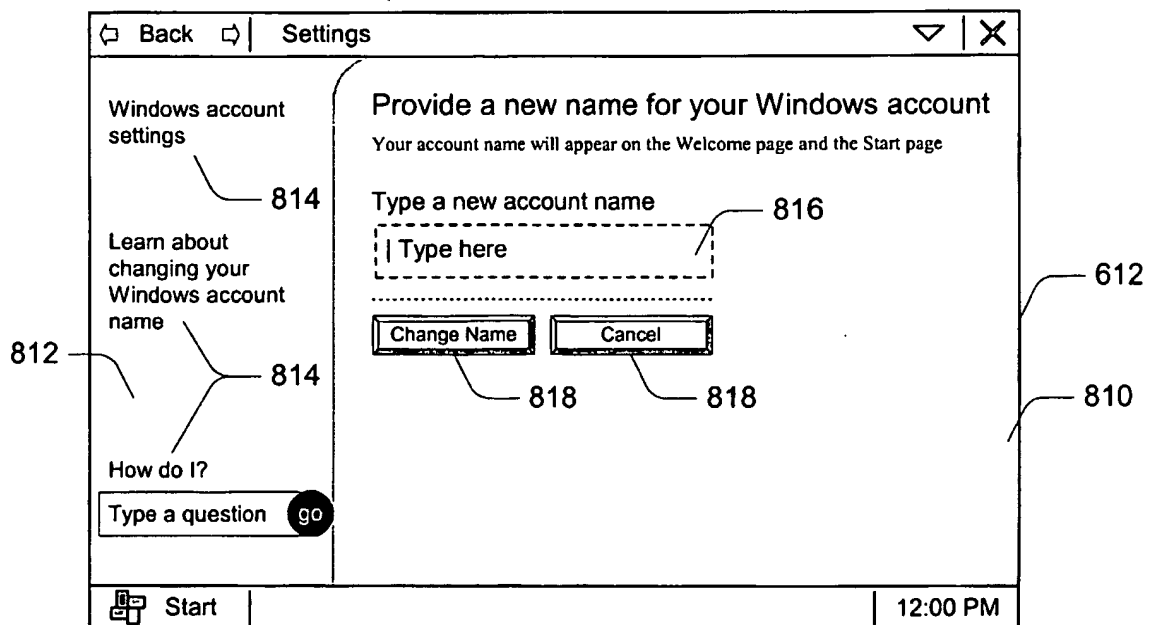 Back
Settings
Windows account
settings
814
Learn about
changing your
Windows account
name
812
814
How do I?
Type a question
go
Provide a new name for your Windows account
Your account name will appear on the Welcome page and the Start page
Type a new account name
816
Type here
612
Change Name
Cancel
818
818
810
Start
12:00 PM